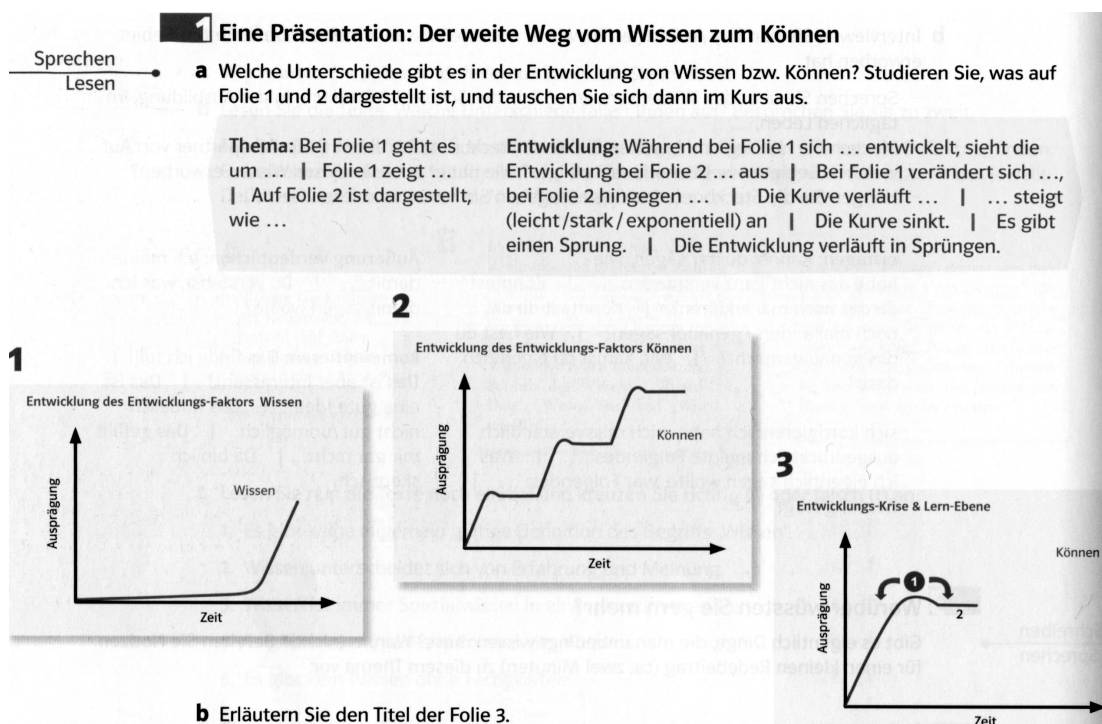 1 Eine Präsentation: Der weite Weg vom Wissen zum Können
Sprechen
Lesen
a Welche Unterschiede gibt es in der Entwicklung von Wissen bzw. Können? Studieren Sie, was auf
Folie 1 und 2 dargestellt ist, und tauschen Sie sich dann im Kurs aus.
Thema: Bei Folie 1 geht es
um … | Folie 1 zeigt … |
Auf Folie 2 ist dargestellt,
wie …
Entwicklung: Während bei Folie 1 sich … entwickelt, sieht die
Entwicklung bei Folie 2 … aus | Bei Folie 1 verändert sich …,
bei Folie 2 hingegen … | Die Kurve verläuft … | … steigt
(leicht/stark/exponentiell) an | Die Kurve sinkt. | Es gibt
einen Sprung. | Die Entwicklung verläuft in Sprüngen.
1
Entwicklung des Entwicklungs-Faktors Wissen
Ausprägung
Wissen
Zeit
2
Entwicklung des Entwicklungs-Faktors Können
Ausprägung
Können
Zeit
3
Entwicklungs-Krise & Lern-Ebene
Können
Ausprägung
1
2
Zeit
b Erläutern Sie den Titel der Folie 3.